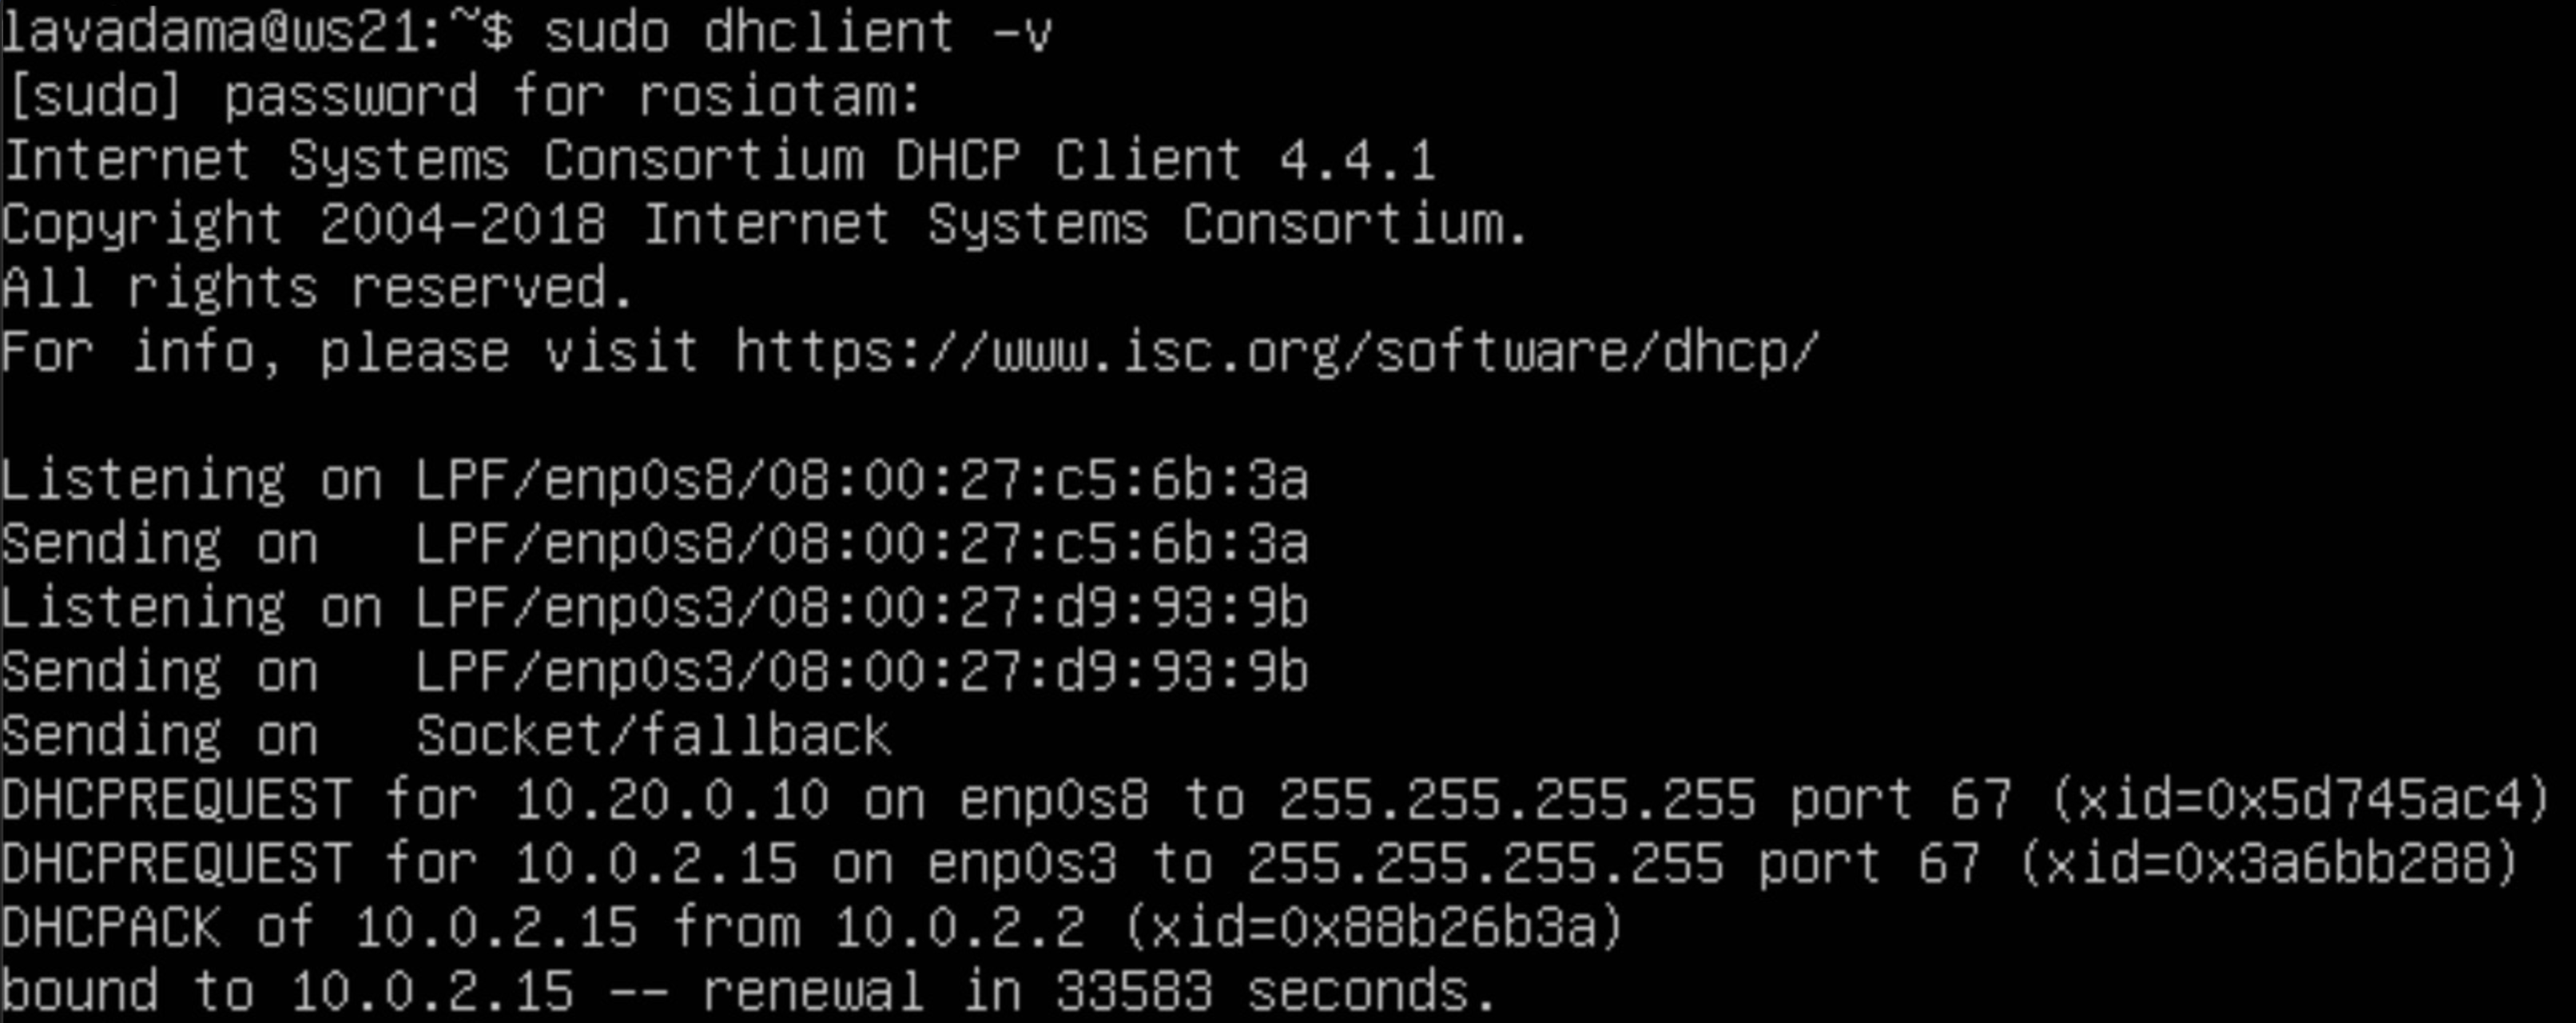 lavadama@ws21:~$ sudo dhclient -v
[sudo] password for rosiotam:
Internet Systems Consortium DHCP Client 4.4.1
Copyright 2004-2018 Internet Systems Consortium.
All rights reserved.
For info, please visit https://www.isc.org/software/dhcp/
Listening on LPF/enp0s8/08:00:27:c5:6b:3a
Sending on   LPF/enp0s8/08:00:27:c5:6b:3a
Listening on LPF/enp0s3/08:00:27:d9:93:9b
Sending on   LPF/enp0s3/08:00:27:d9:93:9b
Sending on   Socket/fallback
DHCPREQUEST for 10.20.0.10 on enp0s8 to 255.255.255.255 port 67 (xid=0x5d745ac4)
DHCPREQUEST for 10.0.2.15 on enp0s3 to 255.255.255.255 port 67 (xid=0x3a6bb288)
DHCPACK of 10.0.2.15 from 10.0.2.2 (xid=0x88b26b3a)
bound to 10.0.2.15 -- renewal in 33583 seconds.